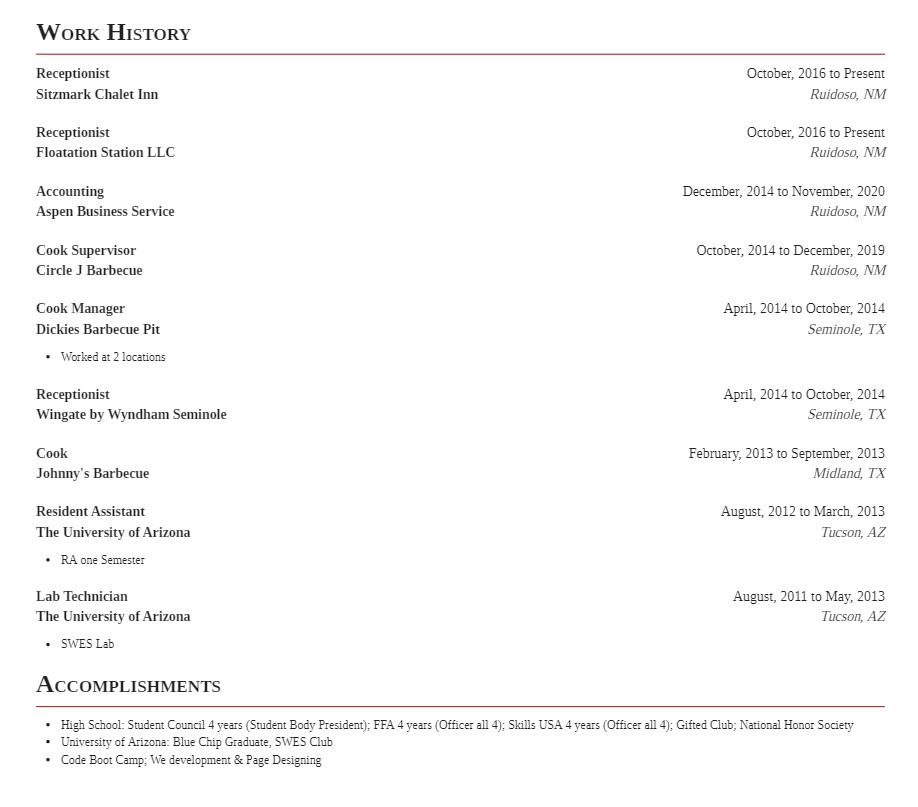 Work History
Receptionist October, 2016 to Present
Sitzmark Chalet Inn Ruidoso, NM
Receptionist October, 2016 to Present
Floatation Station LLC Ruidoso, NM
Accounting December, 2014 to November, 2020
Aspen Business Service Ruidoso, NM
Cook Supervisor October, 2014 to December, 2019
Circle J Barbecue Ruidoso, NM
Cook Manager April, 2014 to October, 2014
Dickies Barbecue Pit Seminole, TX
• Worked at 2 locations
Receptionist April, 2014 to October, 2014
Wingate by Wyndham Seminole Seminole, TX
Cook February, 2013 to September, 2013
Johnny's Barbecue Midland, TX
Resident Assistant August, 2012 to March, 2013
The University of Arizona Tucson, AZ
• RA one Semester
Lab Technician August, 2011 to May, 2013
The University of Arizona Tucson, AZ
• SWES Lab
Accomplishments
• High School: Student Council 4 years (Student Body President); FFA 4 years (Officer all 4); Skills USA 4 years (Officer all 4); Gifted Club; National Honor Society
• University of Arizona: Blue Chip Graduate, SWES Club
• Code Boot Camp; We development & Page Designing